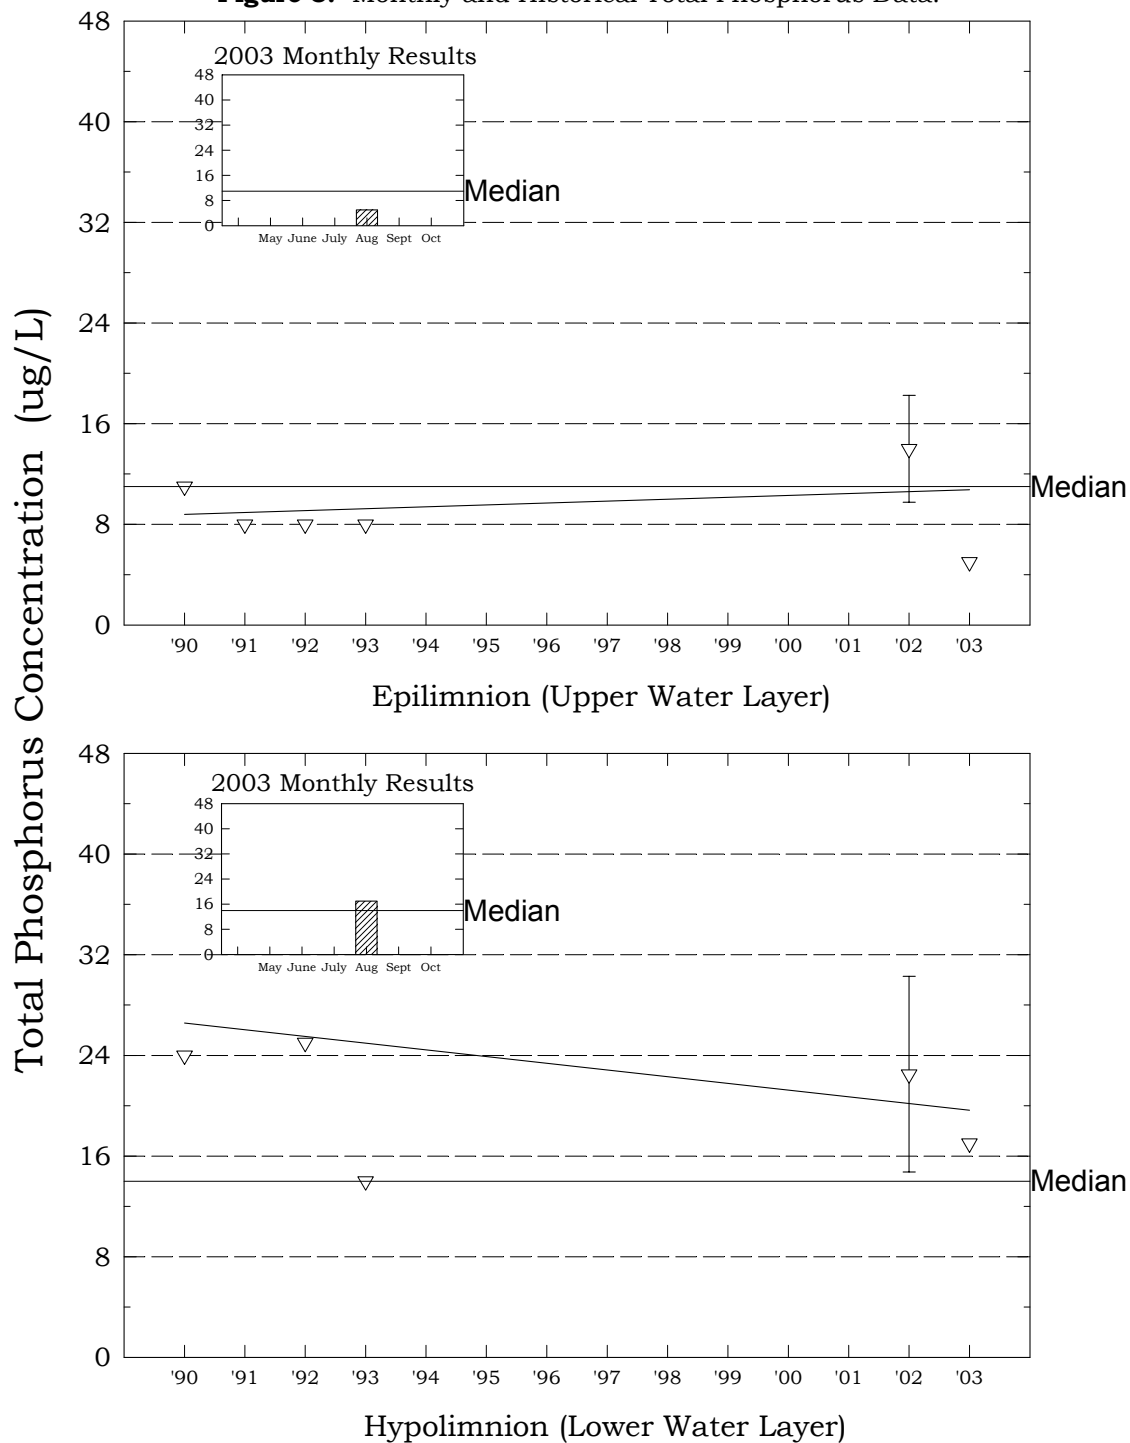 Monthly and Historical Total Phosphorus Data.
Total Phosphorus Concentration (ug/L)
48
40
32
24
16
8
0
2003 Monthly Results
48
40
32
24
16
8
0
Median
May June July Aug Sept Oct
Median
'90 '91 '92 '93 '94 '95 '96 '97 '98 '99 '00 '01 '02 '03
Epilimnion (Upper Water Layer)
48
40
32
24
16
8
0
2003 Monthly Results
48
40
32
24
16
8
0
Median
May June July Aug Sept Oct
Median
'90 '91 '92 '93 '94 '95 '96 '97 '98 '99 '00 '01 '02 '03
Hypolimnion (Lower Water Layer)